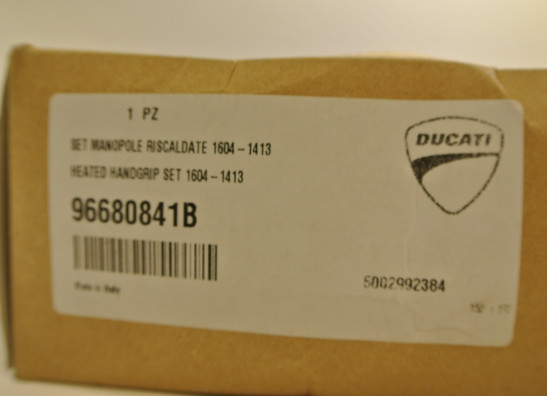 1 PZ
SET MANOPOLE RISCALDATE 1604-1413
DUCATI
HEATED HANDGRIP SET 1604-1413
96680841B
5002992384
Made in Italy